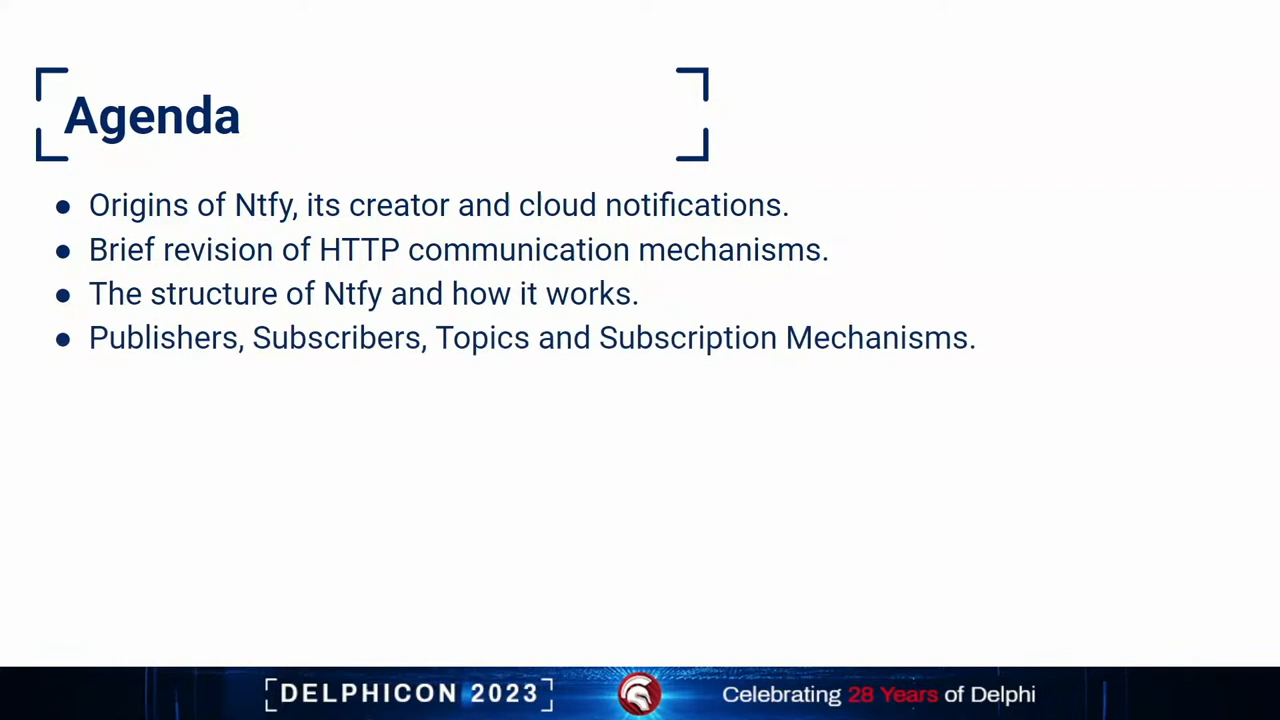 Agenda
● Origins of Ntfy, its creator and cloud notifications.
● Brief revision of HTTP communication mechanisms.
● The structure of Ntfy and how it works.
● Publishers, Subscribers, Topics and Subscription Mechanisms.
[DELPHICON 2023]
Celebrating 28 Years of Delphi